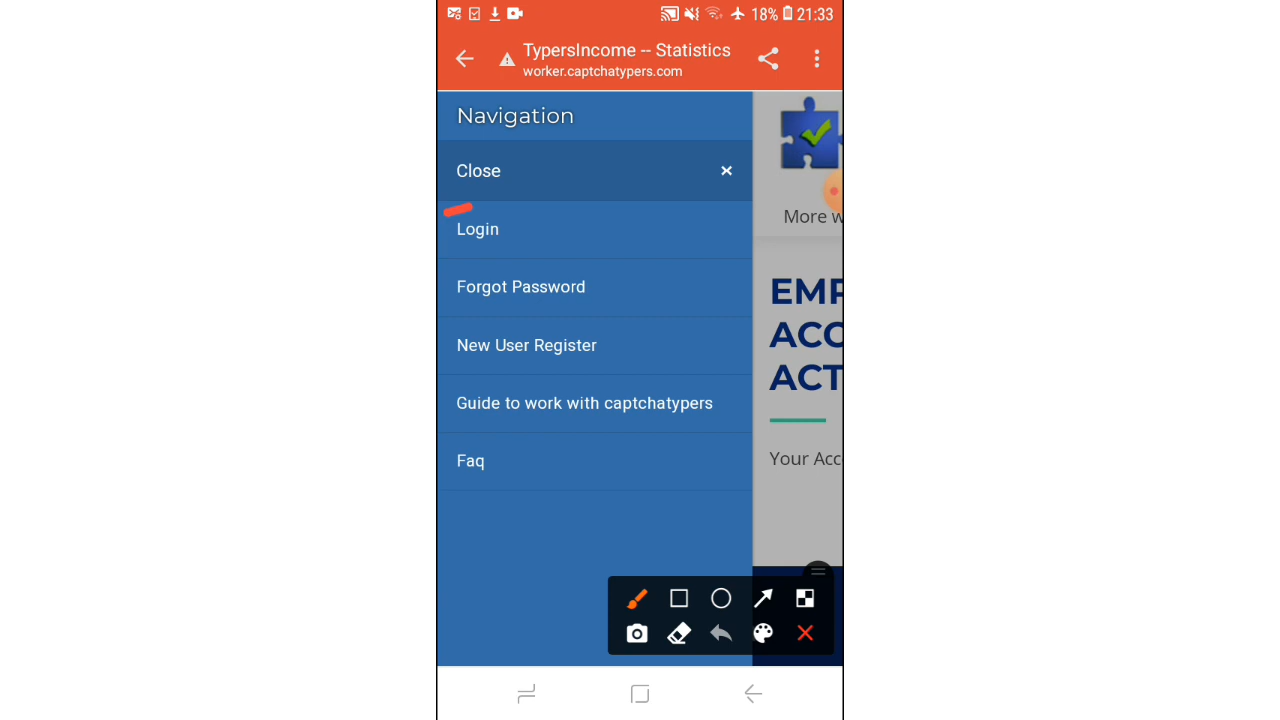 18% 21:33
TypersIncome -- Statistics
worker.captchatypers.com
Navigation
Close
Login
Forgot Password
New User Register
Guide to work with captchatypers
Faq
More w
EMP
ACC
ACT
Your Acc